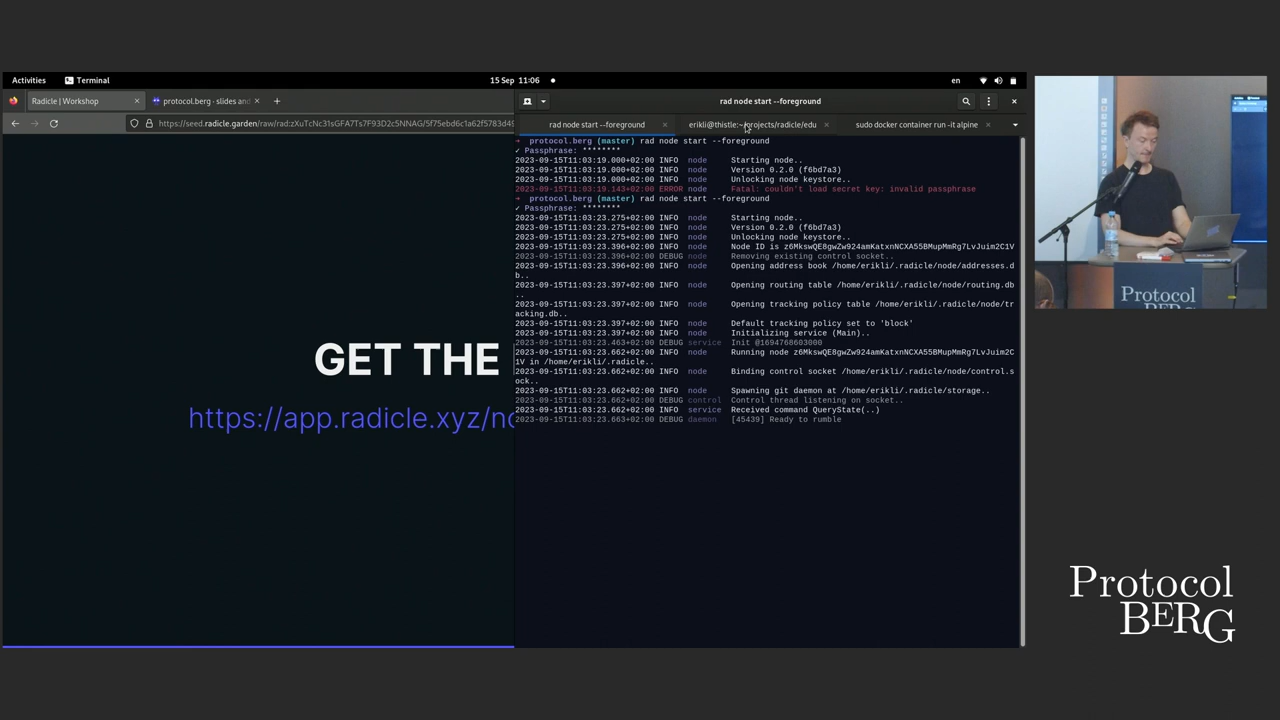 Activities
Terminal
15 Sep 11:06
en
Radicle | Workshop
protocol.berg - slides and
https://seed.radicle.garden/raw/rad:zXuTcNc31sGFA7Ts7F93D2c5NNAG/5f75ebd6c1a62f5783d49
GET THE
https://app.radicle.xyz/no
rad node start --foreground
rad node start --foreground
erikli@thistle:~/projects/radicle/edu
sudo docker container run -it alpine
→ protocol.berg (master) rad node start --foreground
✓ Passphrase: ********
2023-09-15T11:03:19.000+02:00 INFO node Starting node..
2023-09-15T11:03:19.000+02:00 INFO node Version 0.2.0 (f6bd7a3)
2023-09-15T11:03:19.000+02:00 INFO node Unlocking node keystore..
2023-09-15T11:03:19.143+02:00 ERROR node Fatal: couldn't load secret key: invalid passphrase
→ protocol.berg (master) rad node start --foreground
✓ Passphrase: ********
2023-09-15T11:03:23.275+02:00 INFO node Starting node..
2023-09-15T11:03:23.275+02:00 INFO node Version 0.2.0 (f6bd7a3)
2023-09-15T11:03:23.275+02:00 INFO node Unlocking node keystore..
2023-09-15T11:03:23.396+02:00 INFO node Node ID is z6MkswQE8gwZw924amKatxnNCXA55BMupMmRg7LvJuim2C1V
2023-09-15T11:03:23.396+02:00 DEBUG node Removing existing control socket..
2023-09-15T11:03:23.396+02:00 INFO node Opening address book /home/erikli/.radicle/node/addresses.d
b..
2023-09-15T11:03:23.397+02:00 INFO node Opening routing table /home/erikli/.radicle/node/routing.db
..
2023-09-15T11:03:23.397+02:00 INFO node Opening tracking policy table /home/erikli/.radicle/node/tr
acking.db..
2023-09-15T11:03:23.397+02:00 INFO node Default tracking policy set to 'block'
2023-09-15T11:03:23.397+02:00 INFO node Initializing service (Main)..
2023-09-15T11:03:23.463+02:00 DEBUG service Init @1694768603000
2023-09-15T11:03:23.662+02:00 INFO node Running node z6MkswQE8gwZw924amKatxnNCXA55BMupMmRg7LvJuim2C
1V in /home/erikli/.radicle..
2023-09-15T11:03:23.662+02:00 INFO node Binding control socket /home/erikli/.radicle/node/control.s
ock..
2023-09-15T11:03:23.662+02:00 INFO node Spawning git daemon at /home/erikli/.radicle/storage..
2023-09-15T11:03:23.662+02:00 DEBUG control Control thread listening on socket..
2023-09-15T11:03:23.662+02:00 INFO service Received command QueryState(..)
2023-09-15T11:03:23.663+02:00 DEBUG daemon [45439] Ready to rumble
Protocol
BERG
Protocol
BERG